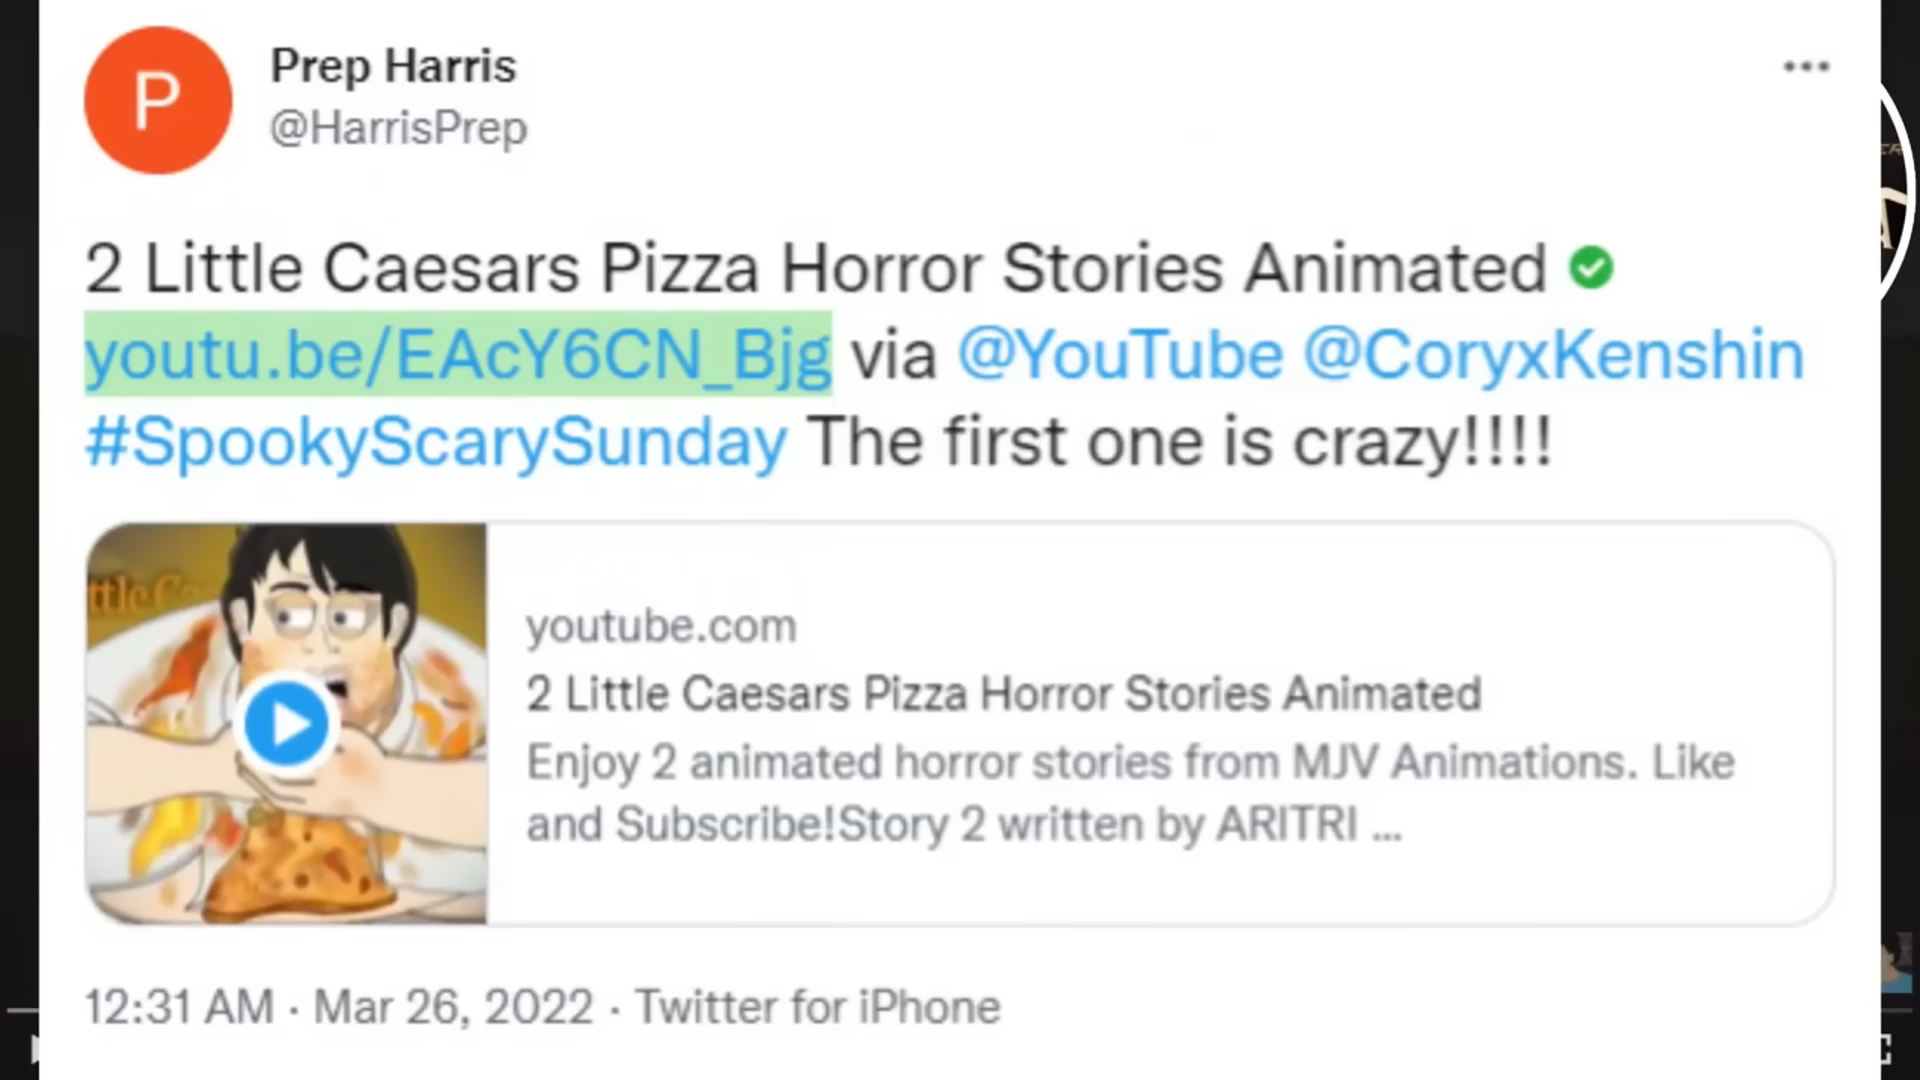 P
Prep Harris
@HarrisPrep
2 Little Caesars Pizza Horror Stories Animated
youtu.be/EAcY6CN_Bjg via @YouTube @CoryxKenshin
#SpookyScarySunday The first one is crazy!!!!
ttle Ca
youtube.com
2 Little Caesars Pizza Horror Stories Animated
Enjoy 2 animated horror stories from MJV Animations. Like
and Subscribe!Story 2 written by ARITRI ...
12:31 AM · Mar 26, 2022 · Twitter for iPhone